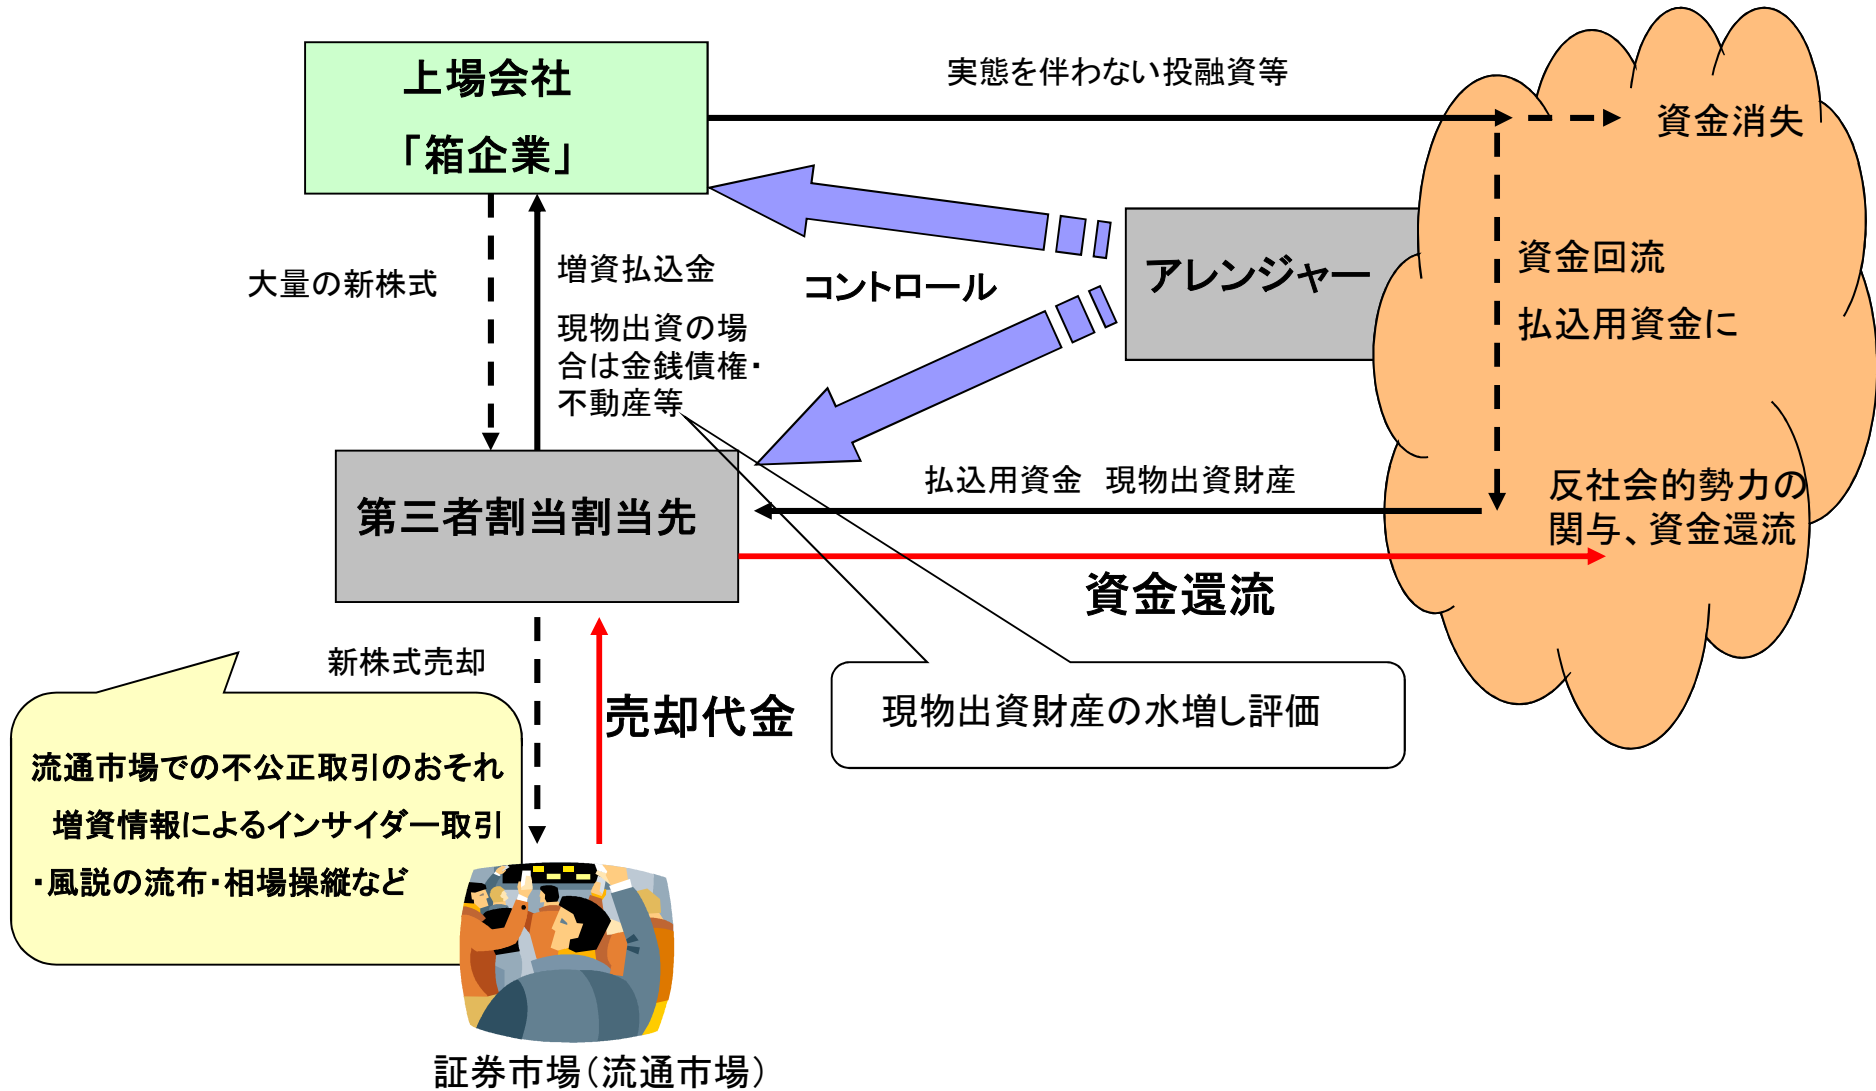 上場会社
「箱企業」
実態を伴わない投融資等
資金消失
大量の新株式
増資払込金
現物出資の場
合は金銭債権・
不動産等
コントロール
アレンジャー
資金回流
払込用資金に
第三者割当割当先
払込用資金　現物出資財産
反社会的勢力の
関与、資金還流
資金還流
新株式売却
売却代金
現物出資財産の水増し評価
流通市場での不公正取引のおそれ
増資情報によるインサイダー取引
・風説の流布・相場操縦など
証券市場（流通市場）